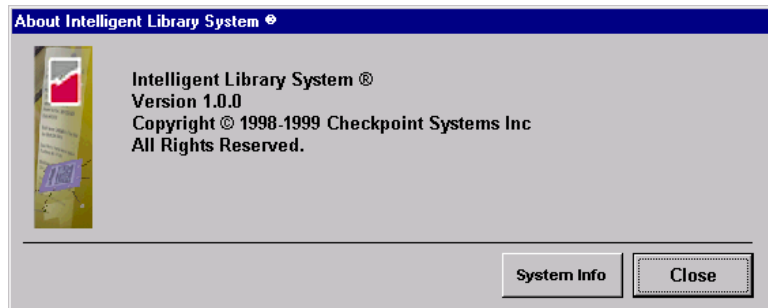 About Intelligent Library System ®
Intelligent Library System ®
Version 1.0.0
Copyright © 1998-1999 Checkpoint Systems Inc
All Rights Reserved.
System Info
Close